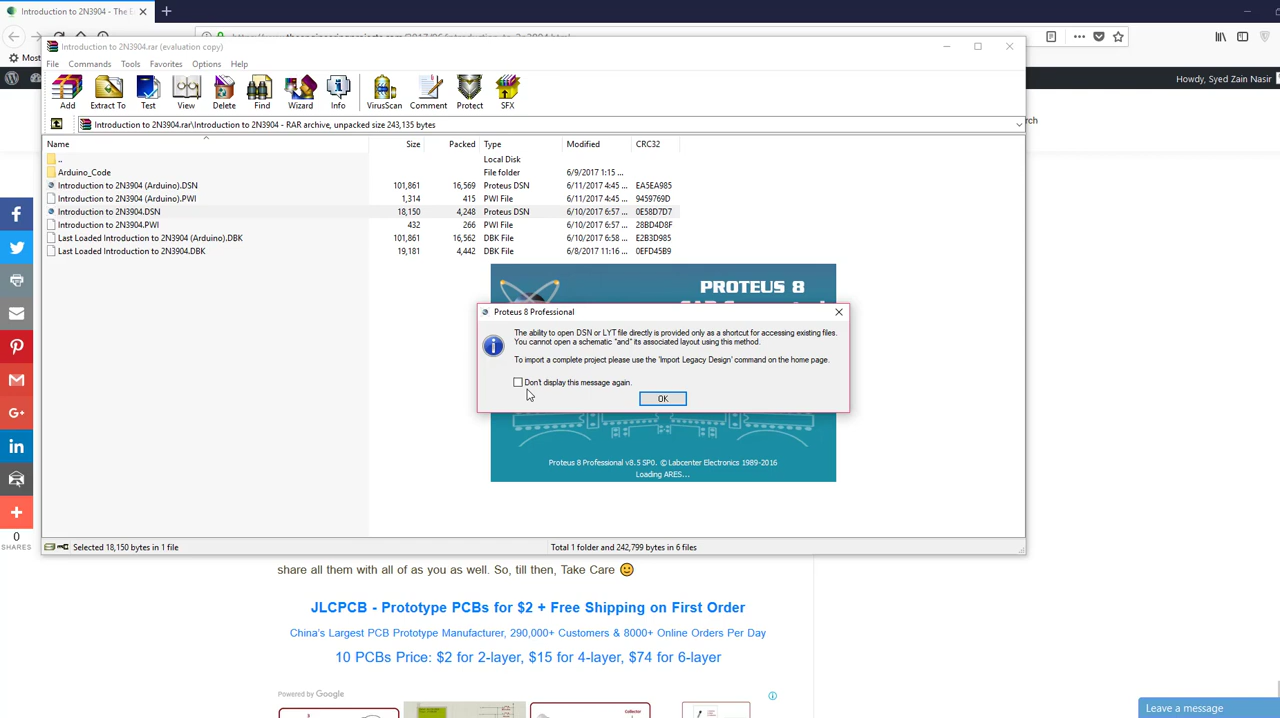 Introduction to 2N3904 - The E
Most
Howdy, Syed Zain Nasir
Introduction to 2N3904.rar (evaluation copy)
File Commands Tools Favorites Options Help
Add Extract To Test View Delete Find Wizard Info VirusScan Comment Protect SFX
Introduction to 2N3904.rar\Introduction to 2N3904 - RAR archive, unpacked size 243,135 bytes
Name Size Packed Type Modified CRC32
.. Local Disk
Arduino_Code File folder 6/9/2017 1:15 ...
Introduction to 2N3904 (Arduino).DSN 101,861 16,569 Proteus DSN 6/11/2017 4:45 ... EA5EA985
Introduction to 2N3904 (Arduino).PWI 1,314 415 PWI File 6/11/2017 4:45 ... 9459769D
Introduction to 2N3904.DSN 18,150 4,248 Proteus DSN 6/10/2017 6:57 ... 0E58D7D7
Introduction to 2N3904.PWI 432 266 PWI File 6/10/2017 6:57 ... 28BD4D8F
Last Loaded Introduction to 2N3904 (Arduino).DBK 101,861 16,562 DBK File 6/10/2017 6:58 ... E2B3D985
Last Loaded Introduction to 2N3904.DBK 19,181 4,442 DBK File 6/8/2017 11:16 ... 0EFD45B9
PROTEUS 8
Proteus 8 Professional
The ability to open DSN or LYT file directly is provided only as a shortcut for accessing existing files.
You cannot open a schematic "and" its associated layout using this method.
To import a complete project please use the 'Import Legacy Design' command on the home page.
Don't display this message again.
OK
Proteus 8 Professional v8.5 SP0. © Labcenter Electronics 1989-2016
Loading ARES...
0
SHARES
Selected 18,150 bytes in 1 file
Total 1 folder and 242,799 bytes in 6 files
share all them with all of as you as well. So, till then, Take Care
JLCPCB - Prototype PCBs for $2 + Free Shipping on First Order
China's Largest PCB Prototype Manufacturer, 290,000+ Customers & 8000+ Online Orders Per Day
10 PCBs Price: $2 for 2-layer, $15 for 4-layer, $74 for 6-layer
Powered by Google
Collector
Leave a message